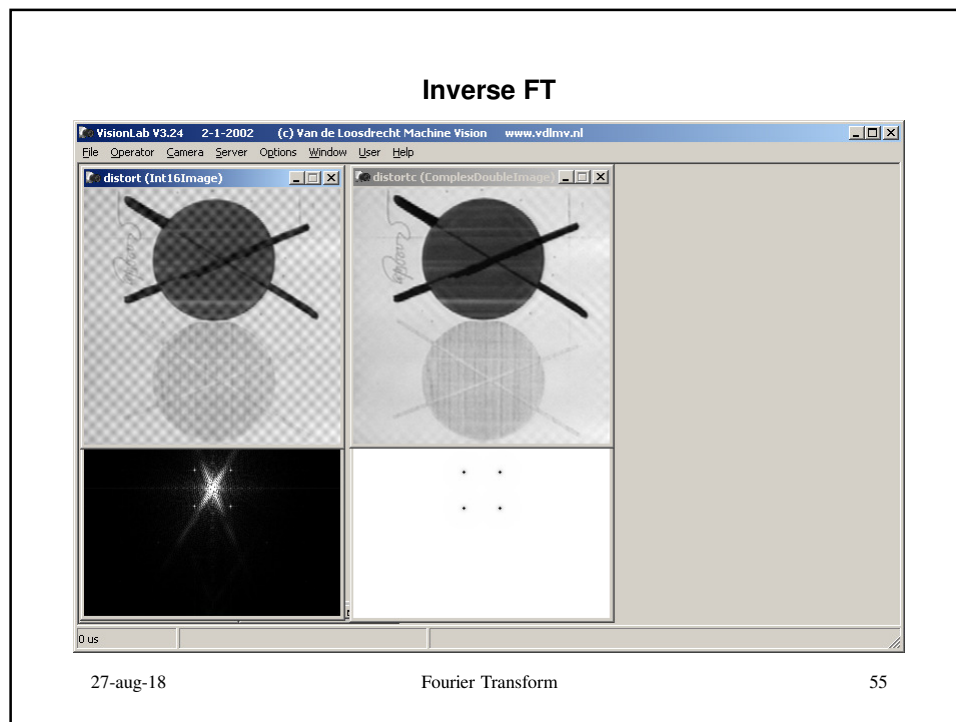 Inverse FT
VisionLab V3.24 2-1-2002 (c) Van de Loosdrecht Machine Vision www.vdlmv.nl
File Operator Camera Server Options Window User Help
distort (Int16Image)
distortc (ComplexDoubleImage)
0 us
27-aug-18 Fourier Transform 55